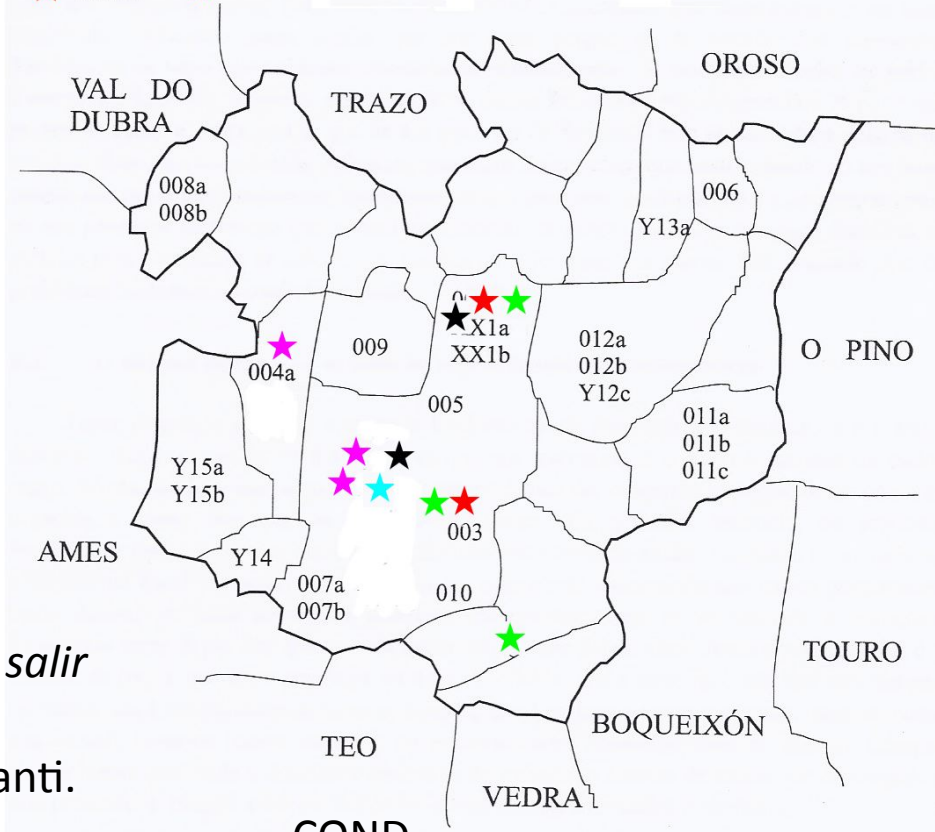 OROSO
VAL DO
DUBRA
TRAZO
008a
008b
006
Y13a
XX1b
009
012a
012b
Y12c
O PINO
004a
005
011a
011b
011c
Y15a
Y15b
003
AMES
Y14
007a
007b
010
salir
TOURO
BOQUEIXÓN
TEO
anti.
VEDRA